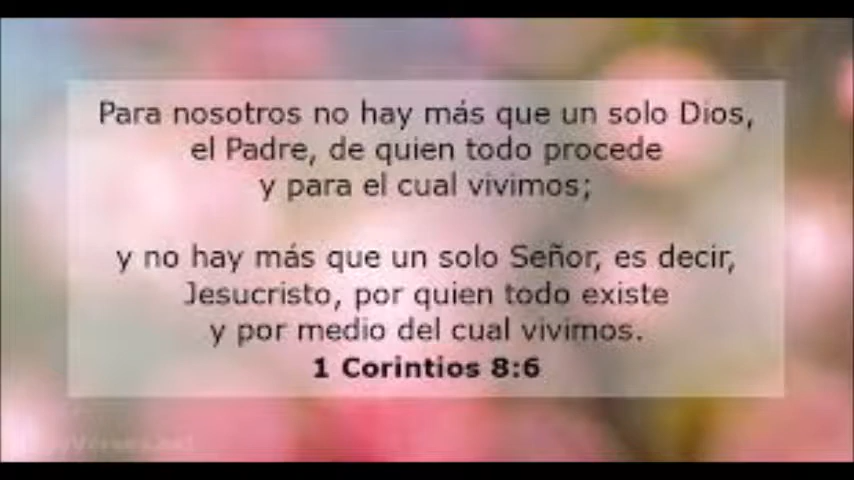 Para nosotros no hay más que un solo Dios,
el Padre, de quien todo procede
y para el cual vivimos;
y no hay más que un solo Señor, es decir,
Jesucristo, por quien todo existe
y por medio del cual vivimos.
1 Corintios 8:6